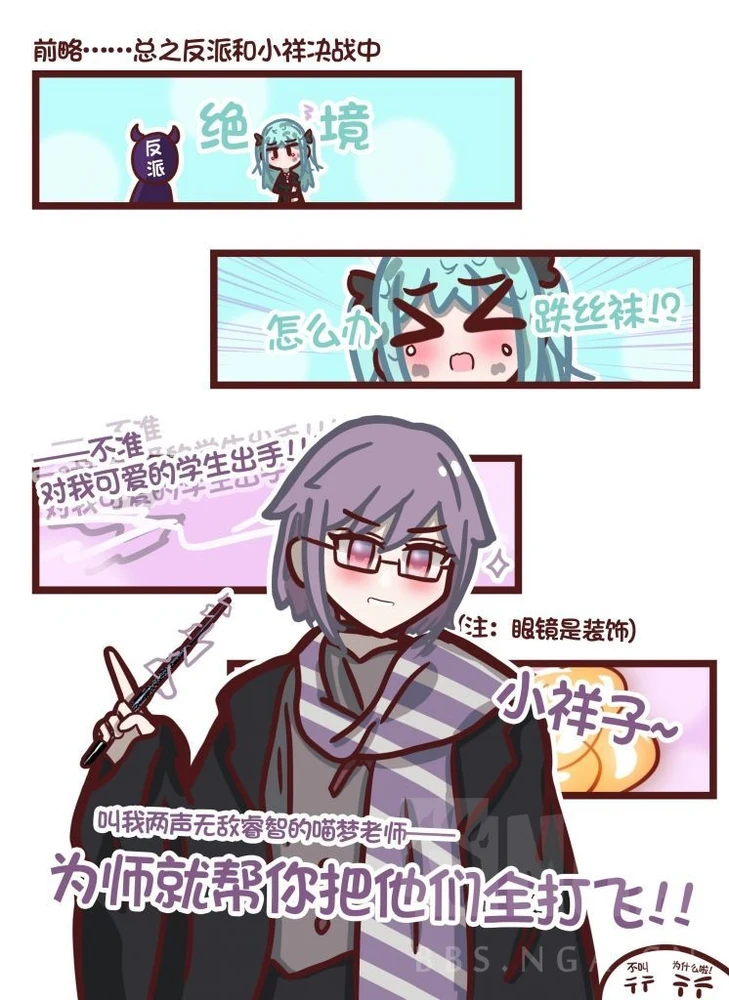 前略……总之反派和小祥决战中
反派
绝境
怎么办
跌丝袜!?
——不准
对我可爱的学生出手!!
(注：眼镜是装饰)
小祥子~
叫我两声无敌睿智的喵梦老师——
为师就帮你把他们全打飞!!
不叫
为什么啦!